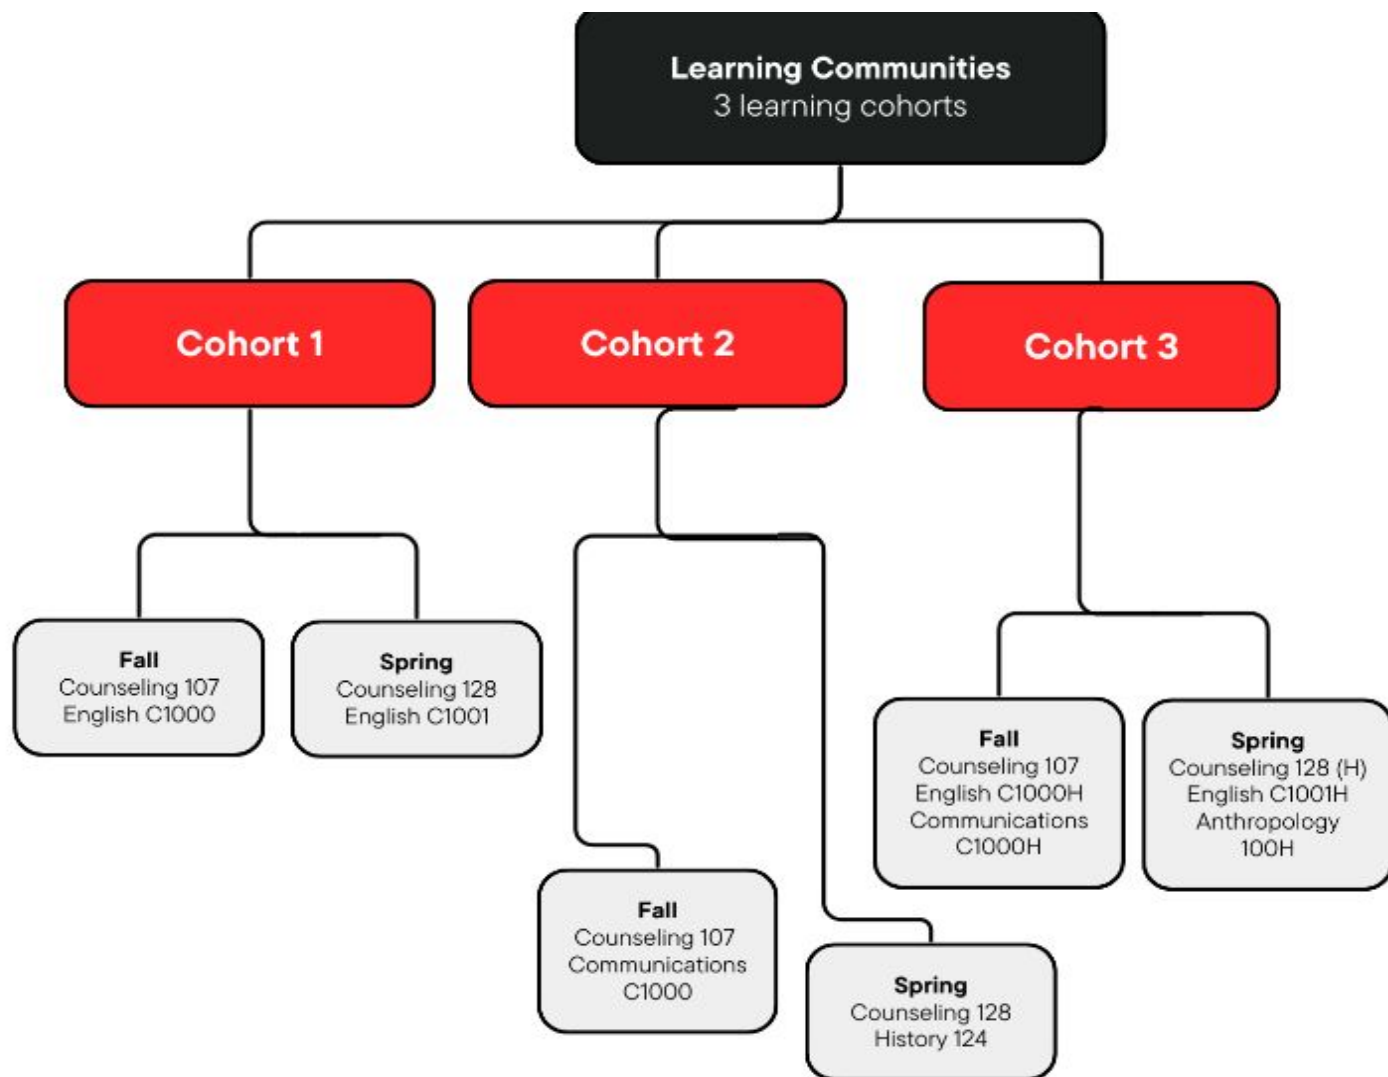 Learning Communities
3 learning cohorts
Cohort 1
Cohort 2
Cohort 3
Fall
Counseling 107
English C1000
Spring
Counseling 128
English C1001
Fall
Counseling 107
Communications
C1000
Spring
Counseling 128
History 124
Fall
Counseling 107
English C1000H
Communications
C1000H
Spring
Counseling 128 (H)
English C1001H
Anthropology
100H